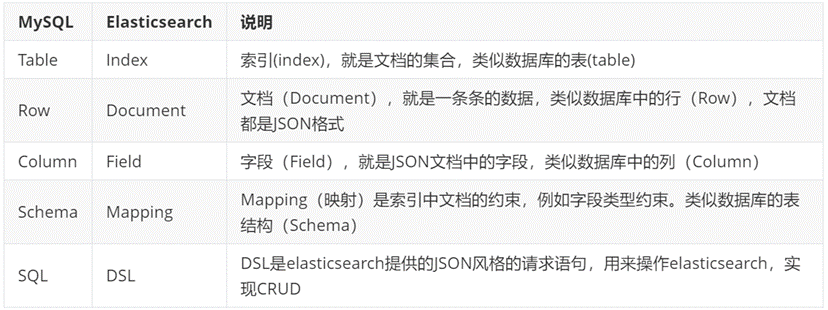 MySQL Elasticsearch 说明
Table Index 索引(index)，就是文档的集合，类似数据库的表(table)
Row Document 文档（Document），就是一条条的数据，类似数据库中的行（Row），文档
都是JSON格式
Column Field 字段（Field），就是JSON文档中的字段，类似数据库中的列（Column）
Schema Mapping Mapping（映射）是索引中文档的约束，例如字段类型约束。类似数据库的表
结构（Schema）
SQL DSL DSL是elasticsearch提供的JSON风格的请求语句，用来操作elasticsearch，实
现CRUD